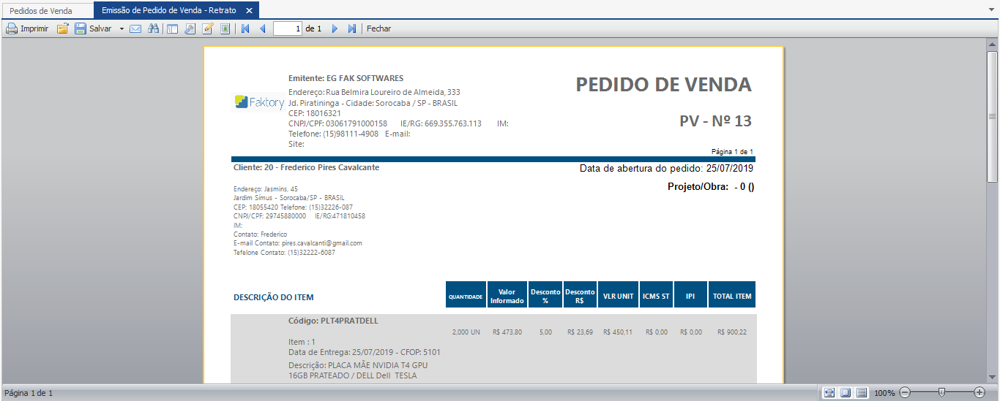 Pedidos de Venda
Emissão de Pedido de Venda - Retrato
Imprimir
Salvar
1 de 1
Fechar
Faktory
Emitente: EG FAK SOFTWARES
Endereço: Rua Belmira Loureiro de Almeida, 333
Jd. Piratininga - Cidade: Sorocaba / SP - BRASIL
CEP: 18016321
CNPJ/CPF: 03061791000158 IE/RG: 669.355.763.113 IM:
Telefone: (15)98111-4908 E-mail:
Site:
PEDIDO DE VENDA
PV - Nº 13
Página 1 de 1
Cliente: 20 - Frederico Pires Cavalcante
Data de abertura do pedido: 25/07/2019
Projeto/Obra: - 0 ()
Endereço: Jasmins, 45
Jardim Símus - Sorocaba/SP - BRASIL
CEP: 18055420 Telefone: (15)32226-087
CNPJ/CPF: 29745880000 IE/RG:471810458
IM:
Contato: Frederico
E-mail Contato: pires.cavalcanti@gmail.com
Tefelone Contato: (15)32222-6087
DESCRIÇÃO DO ITEM
QUANTIDADE
Valor Informado
Desconto %
Desconto R$
VLR UNIT
ICMS ST
IPI
TOTAL ITEM
Código: PLT4PRATDELL
2,000 UN R$ 473,80 5,00 R$ 23,69 R$ 450,11 R$ 0,00 R$ 0,00 R$ 900,22
Item : 1
Data de Entrega: 25/07/2019 - CFOP: 5101
Descrição: PLACA MÃE NVIDIA T4 GPU
16GB PRATEADO / DELL Dell TESLA
Página 1 de 1
100%